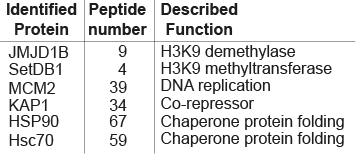 Identified Peptide Described
Protein number Function
JMJD1B 9 H3K9 demethylase
SetDB1 4 H3K9 methyltransferase
MCM2 39 DNA replication
KAP1 34 Co-repressor
HSP90 67 Chaperone protein folding
Hsc70 59 Chaperone protein folding